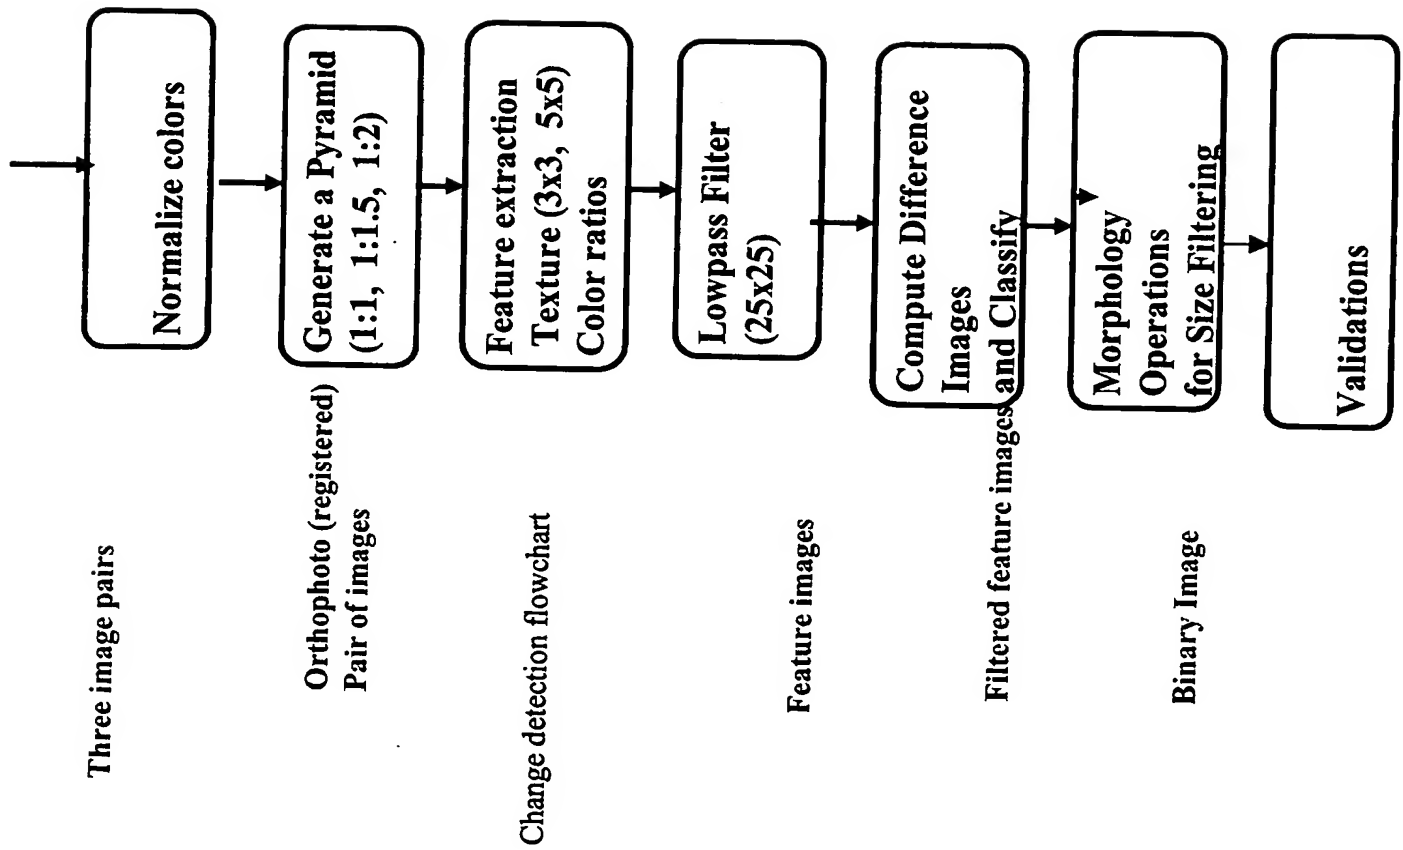 Normalize colors
Generate a Pyramid
(1:1, 1:1.5, 1:2)
Feature extraction
Texture (3x3, 5x5)
Color ratios
Lowpass Filter
(25x25)
Compute Difference
Images
and Classify
Morphology
Operations
for Size Filtering
Validations
Three image pairs
Orthophoto (registered)
Pair of images
Change detection flowchart
Feature images
Filtered feature images
Binary Image